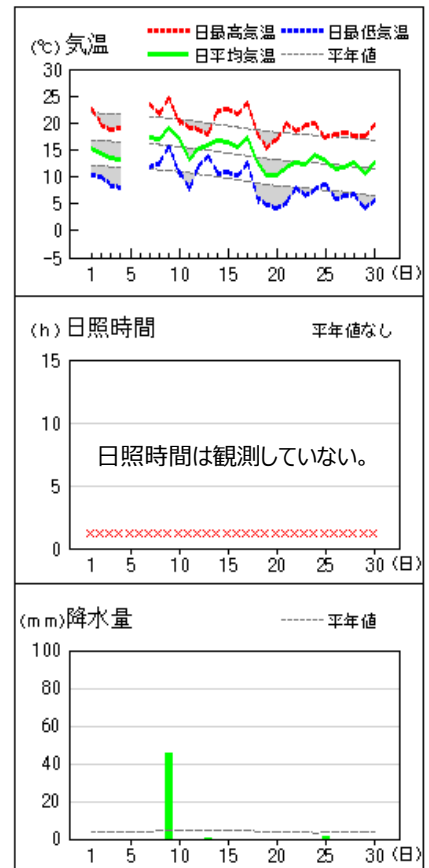 (℃) 気温
日最高気温 日最低気温
日平均気温 平年値
30
25
20
15
10
5
0
-5
1 5 10 15 20 25 30 (日)
(h) 日照時間 平年値なし
15
10
日照時間は観測していない。
5
0
1 5 10 15 20 25 30 (日)
(mm)降水量 平年値
100
80
60
40
20
0
1 5 10 15 20 25 30 (日)